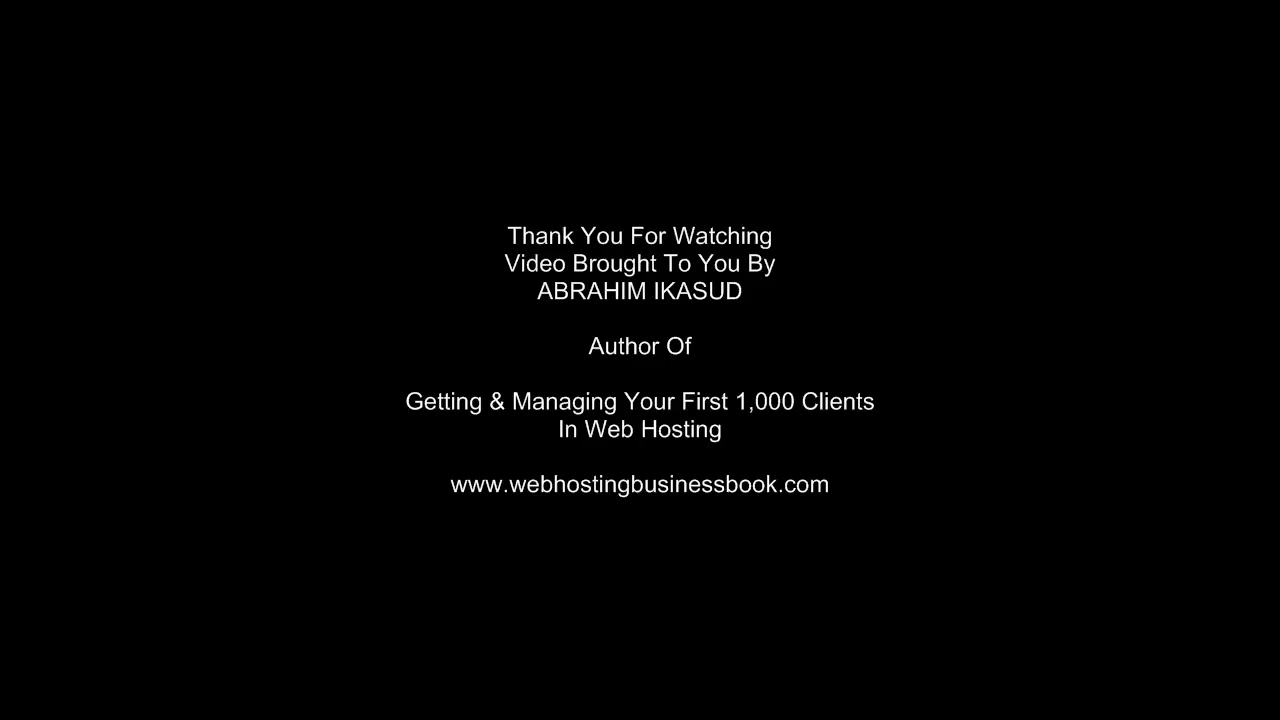 Thank You For Watching
Video Brought To You By
ABRAHIM IKASUD
Author Of
Getting & Managing Your First 1,000 Clients
In Web Hosting
www.webhostingbusinessbook.com